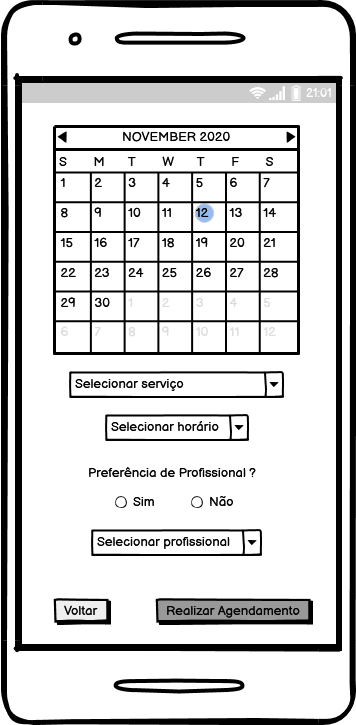 21:01
NOVEMBER 2020
S M T W T F S
1 2 3 4 5 6 7
8 9 10 11 12 13 14
15 16 17 18 19 20 21
22 23 24 25 26 27 28
29 30 1 2 3 4 5
6 7 8 9 10 11 12
Selecionar serviço
Selecionar horário
Preferência de Profissional ?
Sim Não
Selecionar profissional
Voltar Realizar Agendamento